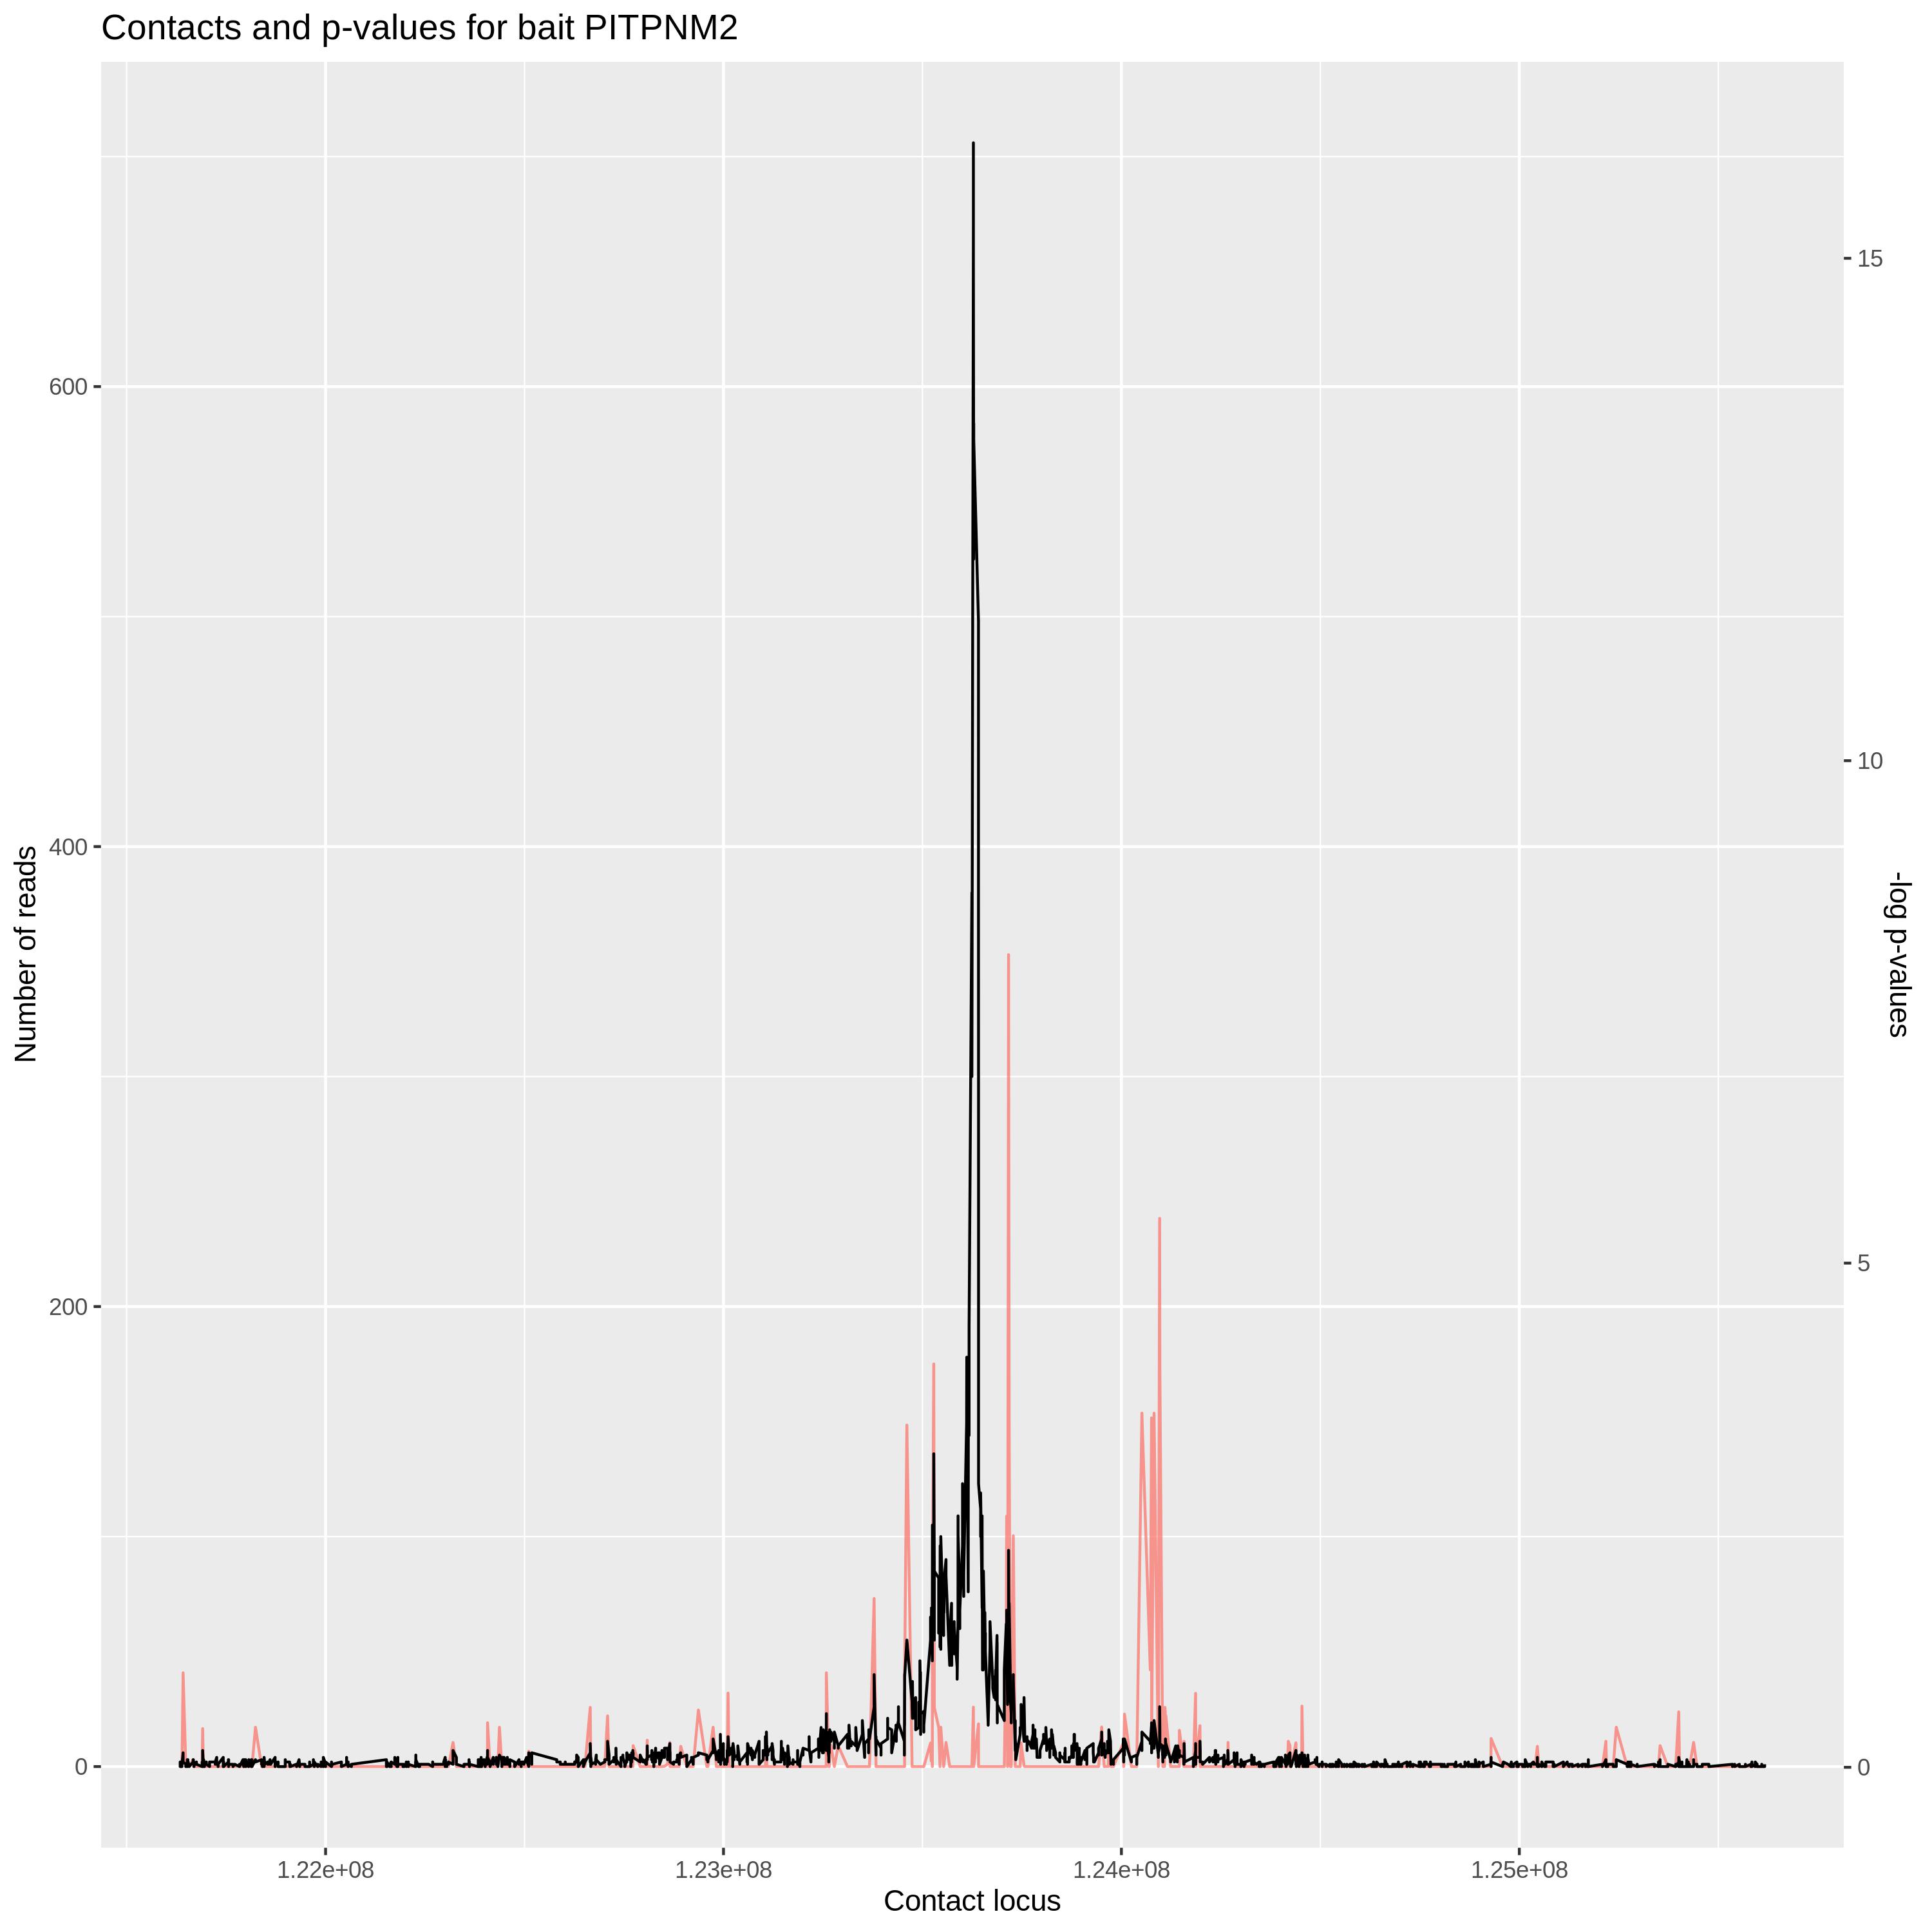 Contacts and p-values for bait PITPNM2
Number of reads
600
400
200
0
15
10
5
0
-log p-values
1.22e+08
1.23e+08
1.24e+08
1.25e+08
Contact locus